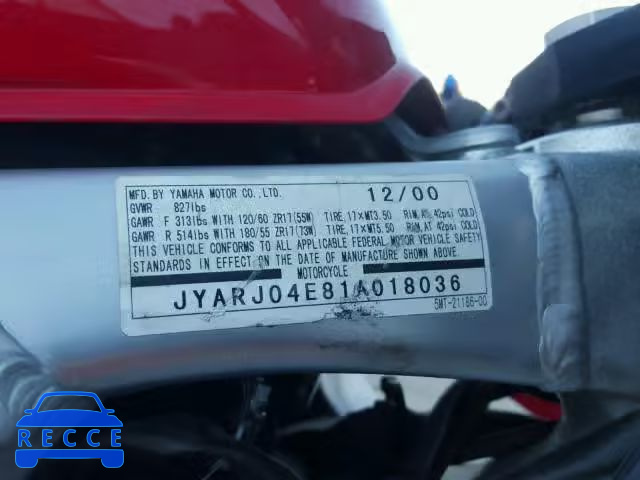 MFD.BY YAMAHA MOTOR CO.,LTD. 12/00
GVWR 827lbs
GAWR F 313lbs WITH 120/60 ZR17(55W) TIRE,17×MT3.50 RIM,AT 42psi COLD
GAWR R 514lbs WITH 180/55 ZR17(73W) TIRE,17×MT5.50 RIM,AT 42psi COLD
THIS VEHICLE CONFORMS TO ALL APPLICABLE FEDERAL MOTOR VEHICLE SAFETY
STANDARDS IN EFFECT ON THE DATE OF MANUFACTURE SHOWN ABOVE.
MOTORCYCLE
JYARJ04E81A018036
5MT-21186-00
RECCE